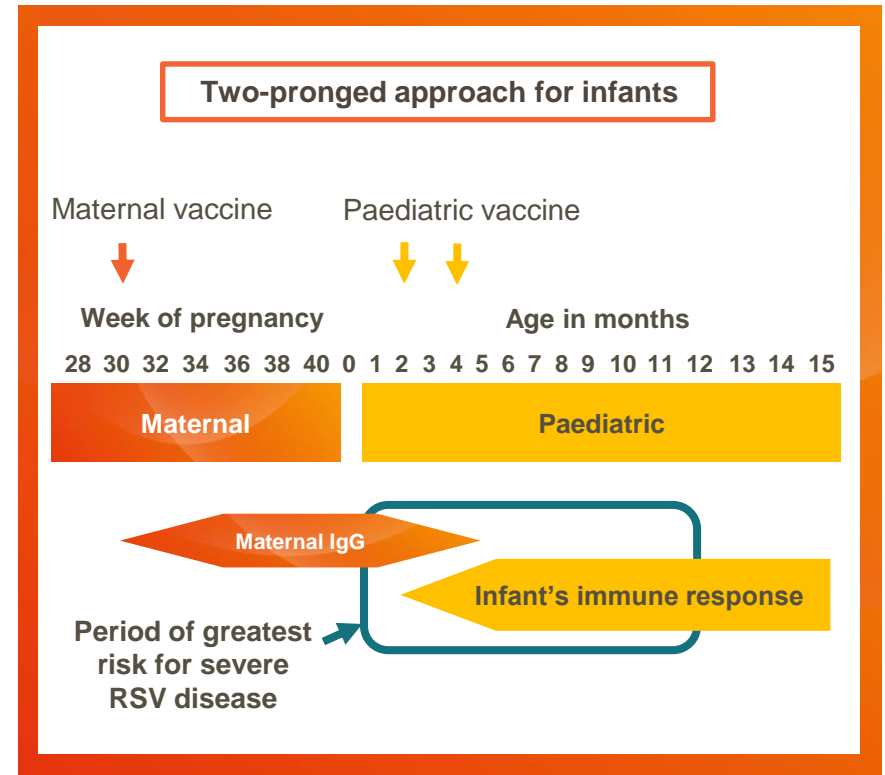 Two-pronged approach for infants
Maternal vaccine
Paediatric vaccine
Week of pregnancy
Age in months
28 30 32 34 36 38 40 0 1 2 3 4 5 6 7 8 9 10 11 12 13 14 15
Maternal
Paediatric
Maternal IgG
Infant’s immune response
Period of greatest
risk for severe
RSV disease